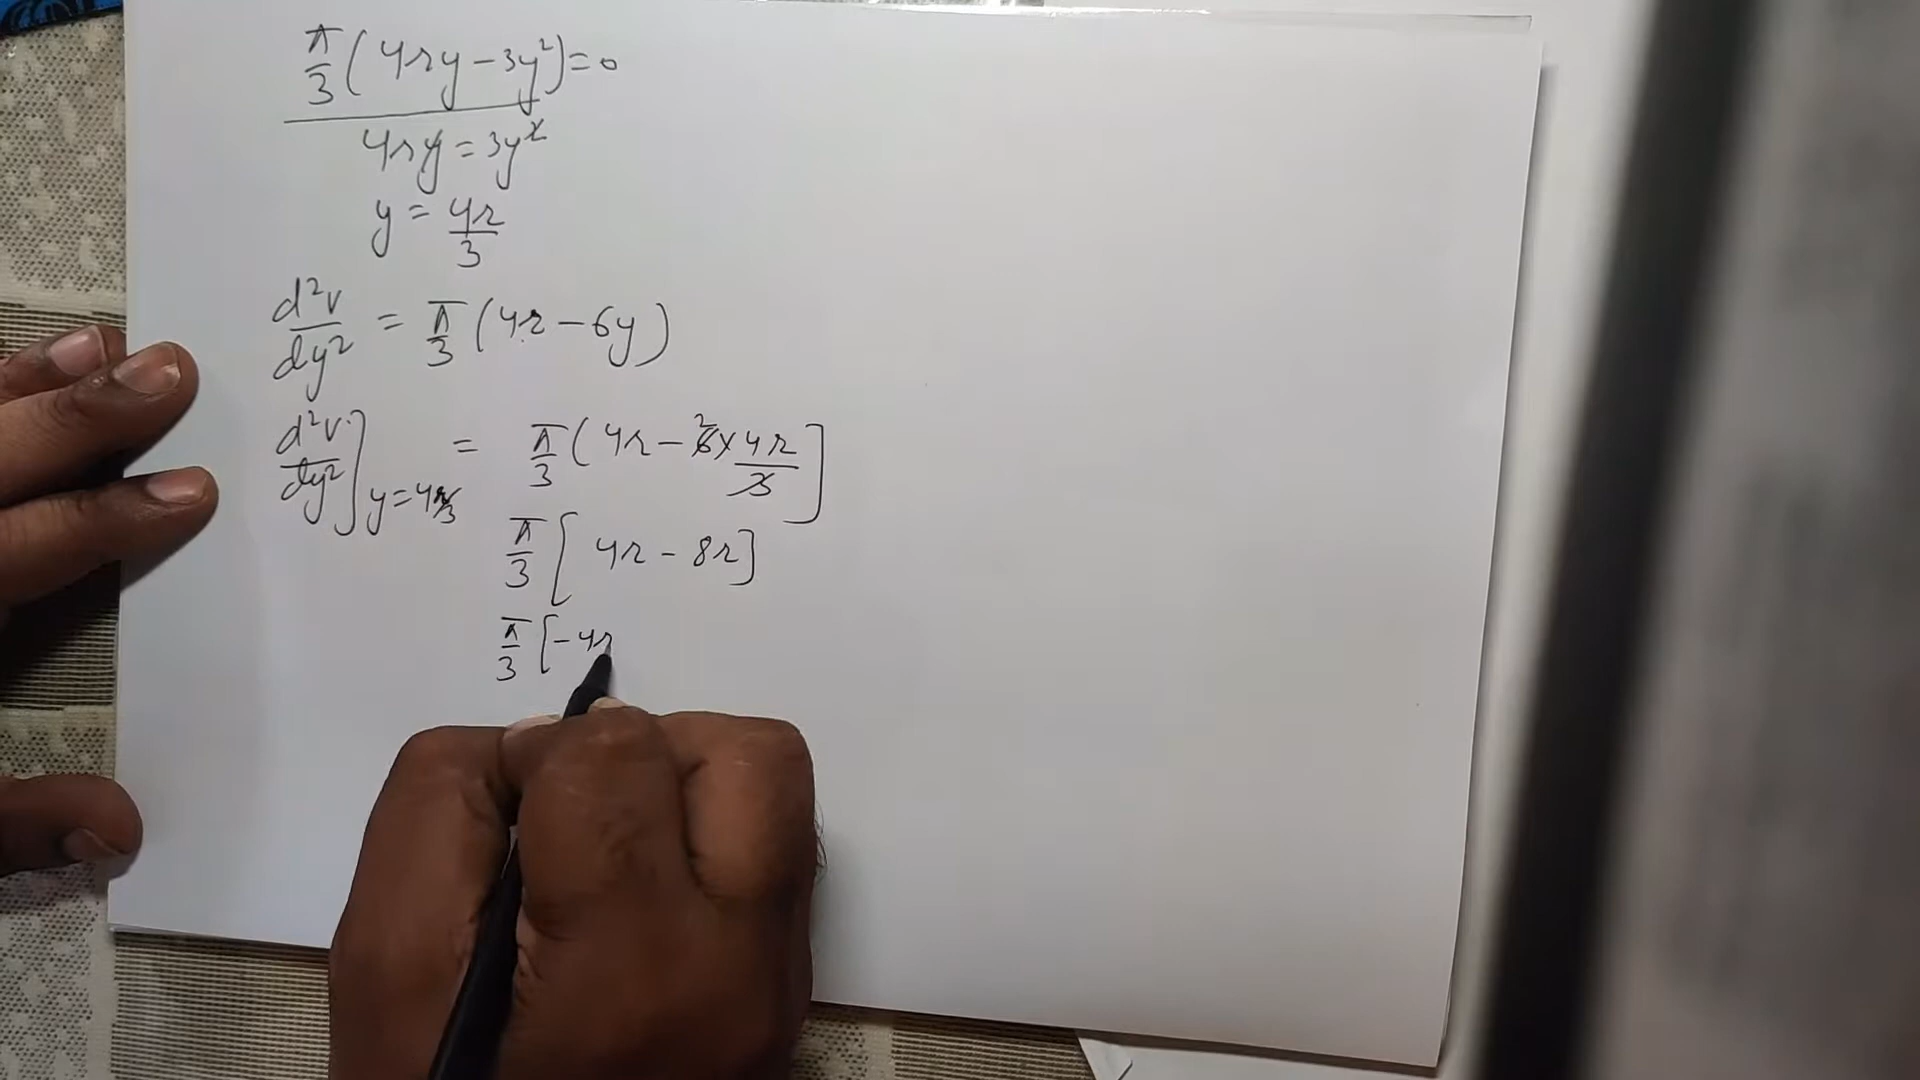 π/3 (4ry - 3y²) = 0
4ry = 3y²
y = 4r/3
d²v/dy² = π/3 (4r - 6y)
d²v/dy²]y=4r/3 = π/3 (4r - 6² × 4r/3]
π/3 [4r - 8r]
π/3 [-4r